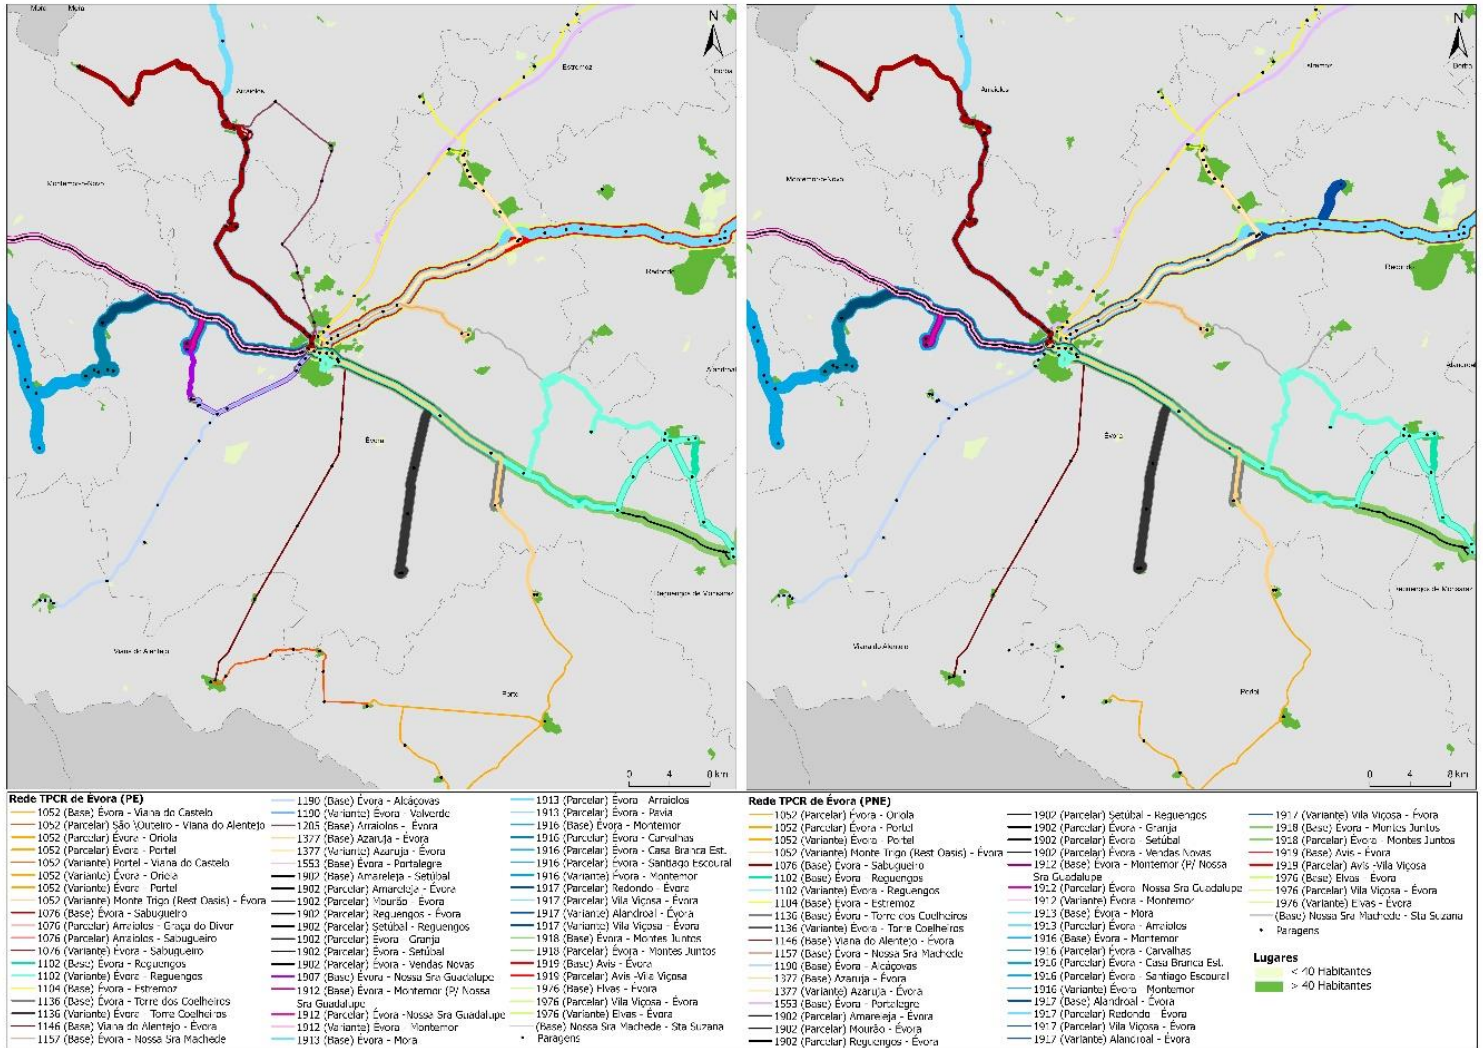 Mora
Mora
N
Estremoz
Borba
Arraiolos
Montemor-o-Novo
Redondo
Alandroal
Évora
Reguengos de Monsaraz
Viana do Alentejo
Porte
0 4 8 km
N
Borba
Arraiolos
Montemor-o-Novo
Redondo
Alandroal
Évora
Viana do Alentejo
Portel
0 4 8 km
Rede TPCR de Évora (PE)
1052 (Base) Évora - Viana do Castelo
1052 (Parcelar) São \Outeiro - Viana do Alentejo
1052 (Parcelar) Évora - Oriola
1052 (Parcelar) Évora - Portel
1052 (Variante) Portel - Viana do Castelo
1052 (Variante) Évora - Oriola
1052 (Variante) Évora - Portel
1052 (Variante) Monte Trigo (Rest Oasis) - Évora
1076 (Base) Évora - Sabugueiro
1076 (Parcelar) Arraiolos - Graça do Divor
1076 (Parcelar) Arraiolos - Sabugueiro
1076 (Variante) Évora - Sabugueiro
1102 (Base) Évora - Reguengos
1102 (Variante) Évora - Reguengos
1104 (Base) Évora - Estremoz
1136 (Base) Évora - Torre dos Coelheiros
1136 (Variante) Évora - Torre Coelheiros
1146 (Base) Viana do Alentejo - Évora
1157 (Base) Évora - Nossa Sra Machede
1190 (Base) Évora - Alcáçovas
1190 (Variante) Évora - Valverde
1205 (Base) Arraiolos - Évora
1377 (Base) Azaruja - Évora
1377 (Variante) Azaruja - Évora
1553 (Base) Évora - Portalegre
1902 (Base) Amareleja - Setúbal
1902 (Parcelar) Amareleja - Évora
1902 (Parcelar) Mourão - Évora
1902 (Parcelar) Reguengos - Évora
1902 (Parcelar) Setúbal - Reguengos
1902 (Parcelar) Évora - Granja
1902 (Parcelar) Évora - Setúbal
1902 (Parcelar) Évora - Vendas Novas
1907 (Base) Évora - Nossa Sra Guadalupe
1912 (Base) Évora - Montemor (P/ Nossa
Sra Guadalupe
1912 (Parcelar) Évora -Nossa Sra Guadalupe
1912 (Variante) Évora - Montemor
1913 (Base) Évora - Mora
1913 (Parcelar) Évora - Arraiolos
1913 (Parcelar) Évora - Pavia
1916 (Base) Évora - Montemor
1916 (Parcelar) Évora - Carvalhas
1916 (Parcelar) Évora - Casa Branca Est.
1916 (Parcelar) Évora - Santiago Escoural
1916 (Variante) Évora - Montemor
1917 (Parcelar) Redondo - Évora
1917 (Parcelar) Vila Viçosa - Évora
1917 (Variante) Alandroal - Évora
1917 (Variante) Vila Viçosa - Évora
1918 (Base) Évora - Montes Juntos
1918 (Parcelar) Évora - Montes Juntos
1919 (Base) Avis - Évora
1919 (Parcelar) Avis -Vila Viçosa
1976 (Base) Elvas - Évora
1976 (Parcelar) Vila Viçosa - Évora
1976 (Variante) Elvas - Évora
(Base) Nossa Sra Machede - Sta Suzana
Paragens
Rede TPCR de Évora (PNE)
1052 (Parcelar) Évora - Oriola
1052 (Parcelar) Évora - Portel
1052 (Variante) Monte Trigo (Rest Oasis) - Évora
1076 (Base) Évora - Sabugueiro
1102 (Base) Évora - Reguengos
1102 (Variante) Évora - Reguengos
1104 (Base) Évora - Estremoz
1136 (Base) Évora - Torre dos Coelheiros
1136 (Variante) Évora - Torre Coelheiros
1146 (Base) Viana do Alentejo - Évora
1157 (Base) Évora - Nossa Sra Machede
1190 (Base) Évora - Alcáçovas
1377 (Base) Azaruja - Évora
1377 (Variante) Azaruja - Évora
1553 (Base) Évora - Portalegre
1902 (Parcelar) Amareleja - Évora
1902 (Parcelar) Mourão - Évora
1902 (Parcelar) Reguengos - Évora
1902 (Parcelar) Setúbal - Reguengos
1902 (Parcelar) Évora - Granja
1902 (Parcelar) Évora - Setúbal
1902 (Parcelar) Évora - Vendas Novas
1912 (Base) Évora - Montemor (P/ Nossa
Sra Guadalupe
1912 (Parcelar) Évora -Nossa Sra Guadalupe
1912 (Variante) Évora - Montemor
1913 (Base) Évora - Mora
1913 (Parcelar) Évora - Arraiolos
1916 (Base) Évora - Montemor
1916 (Parcelar) Évora - Carvalhas
1916 (Parcelar) Évora - Casa Branca Est.
1916 (Parcelar) Évora - Santiago Escoural
1916 (Variante) Évora - Montemor
1917 (Base) Alandroal - Évora
1917 (Parcelar) Redondo - Évora
1917 (Parcelar) Vila Viçosa - Évora
1917 (Variante) Alandroal - Évora
1917 (Variante) Vila Viçosa - Évora
1918 (Base) Évora - Montes Juntos
1918 (Parcelar) Évora - Montes Juntos
1919 (Base) Avis - Évora
1919 (Parcelar) Avis -Vila Viçosa
1976 (Base) Elvas - Évora
1976 (Parcelar) Vila Viçosa - Évora
1976 (Variante) Elvas - Évora
(Base) Nossa Sra Machede - Sta Suzana
Paragens
Lugares
< 40 Habitantes
> 40 Habitantes